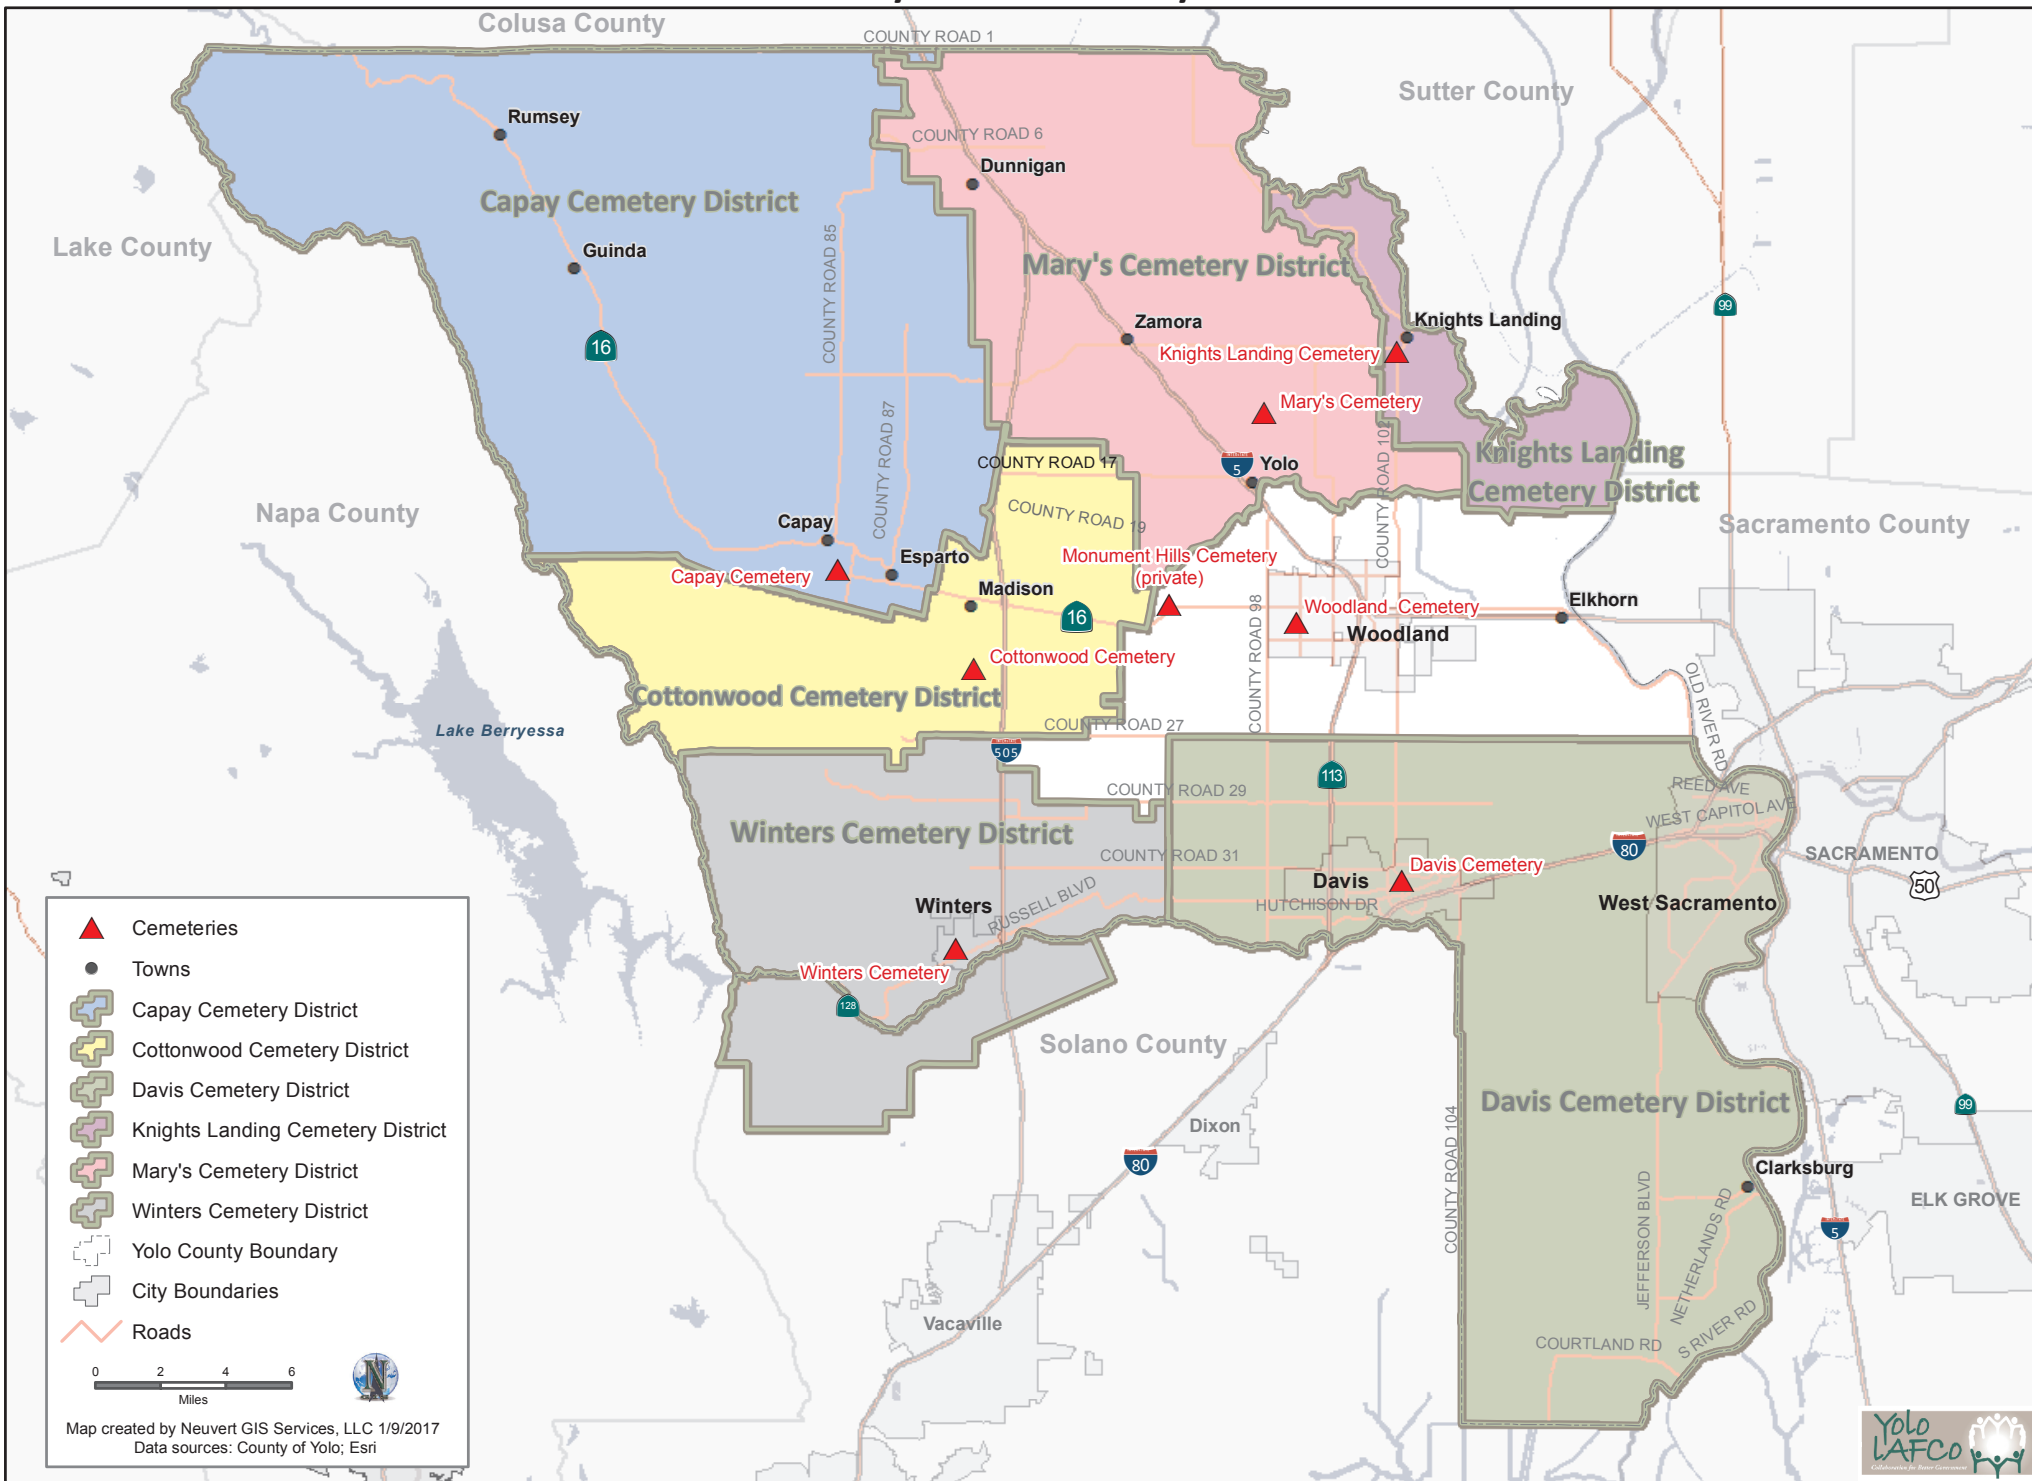 Colusa County
COUNTY ROAD 1
Sutter County
Rumsey
COUNTY ROAD 6
Dunnigan
Capay Cemetery District
Lake County
Guinda
COUNTY ROAD 85
Mary's Cemetery District
99
Zamora
Knights Landing
16
Knights Landing Cemetery
Mary's Cemetery
COUNTY ROAD 87
COUNTY ROAD 102
Knights Landing
Cemetery District
COUNTY ROAD 17
5
Yolo
Napa County
COUNTY ROAD 19
Sacramento County
Capay
Esparto
Monument Hills Cemetery
(private)
Capay Cemetery
Madison
16
COUNTY ROAD 98
Woodland Cemetery
Woodland
Elkhorn
Cottonwood Cemetery
Cottonwood Cemetery District
OLD RIVER RD
Lake Berryessa
COUNTY ROAD 27
505
113
COUNTY ROAD 29
REED AVE
WEST CAPITOL AVE
Winters Cemetery District
80
COUNTY ROAD 31
Davis Cemetery
SACRAMENTO
50
Davis
Winters
RUSSELL BLVD
HUTCHISON DR
West Sacramento
Winters Cemetery
128
Solano County
Davis Cemetery District
99
Dixon
COUNTY ROAD 104
80
Clarksburg
JEFFERSON BLVD
NETHERLANDS RD
ELK GROVE
5
Vacaville
COURTLAND RD
S RIVER RD
Cemeteries
Towns
Capay Cemetery District
Cottonwood Cemetery District
Davis Cemetery District
Knights Landing Cemetery District
Mary's Cemetery District
Winters Cemetery District
Yolo County Boundary
City Boundaries
Roads
0 2 4 6
Miles
N
Map created by Neuvert GIS Services, LLC 1/9/2017
Data sources: County of Yolo; Esri
Yolo
LAFCo
Collaboration for Better Government